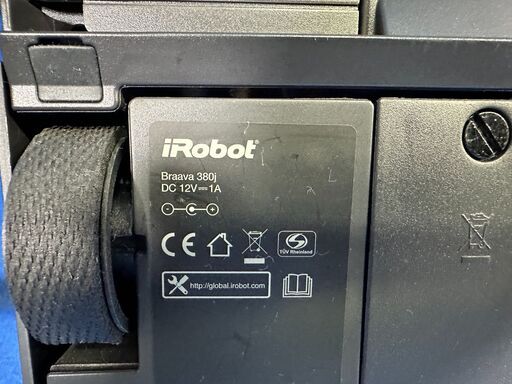 iRobot
Braava 380j
DC 12V⎓1A
- +
CE
S
TÜV Rheinland
http://global.irobot.com